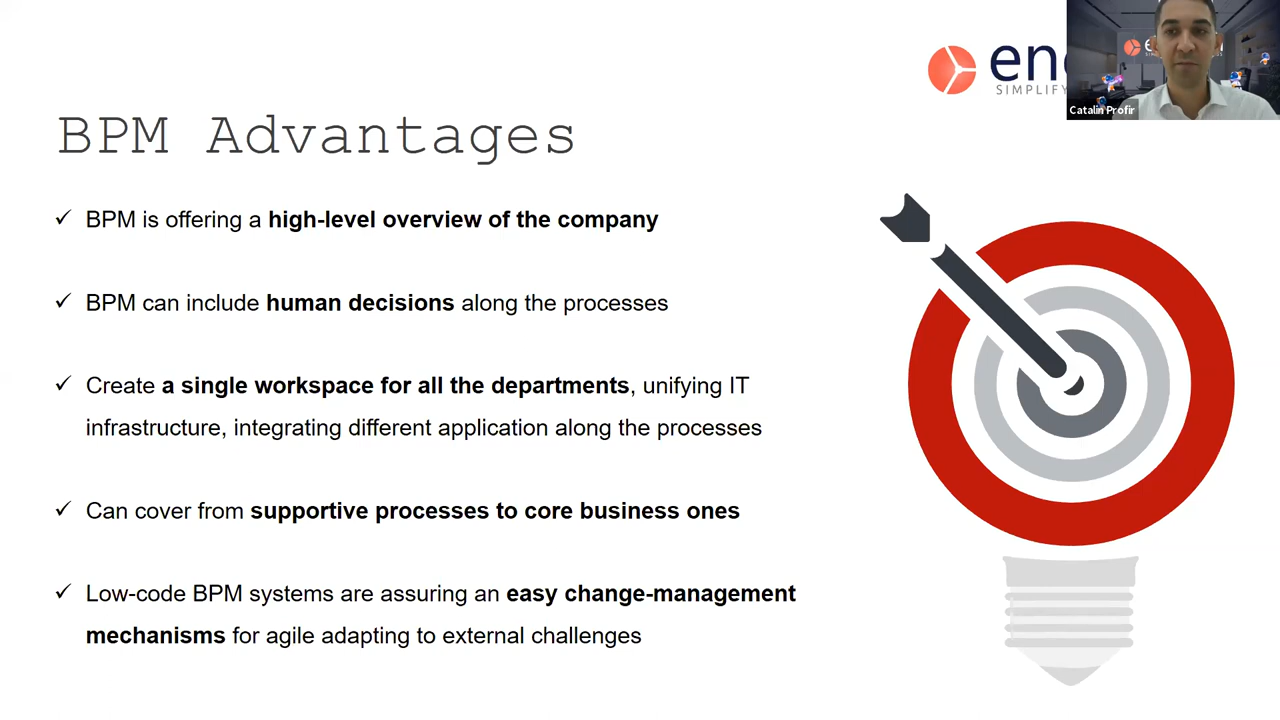 en
SIMPLIFY
Catalin Profir
BPM Advantages
✓ BPM is offering a high-level overview of the company
✓ BPM can include human decisions along the processes
✓ Create a single workspace for all the departments, unifying IT
infrastructure, integrating different application along the processes
✓ Can cover from supportive processes to core business ones
✓ Low-code BPM systems are assuring an easy change-management
mechanisms for agile adapting to external challenges